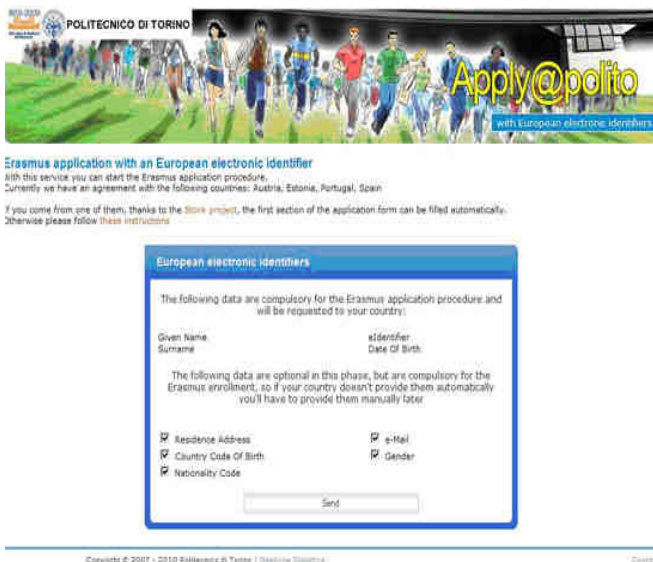 POLITECNICO DI TORINO
Apply@polito
with European electronic identifiers
Erasmus application with an European electronic identifier
With this service you can start the Erasmus application procedure.
Currently we have an agreement with the following countries: Austria, Estonia, Portugal, Spain
If you come from one of them, thanks to the Stork project, the first section of the application form can be filled automatically.
Otherwise please follow these instructions
European electronic identifiers
The following data are compulsory for the Erasmus application procedure and
will be requested to your country:
Given Name
eIdentifier
Surname
Date Of Birth
The following data are optional in this phase, but are compulsory for the
Erasmus enrollment, so if your country doesn't provide them automatically
you'll have to provide them manually later
Residence Address
e-Mail
Country Code Of Birth
Gender
Nationality Code
Send
Copyright © 2007 - 2010 Politecnico di Torino |